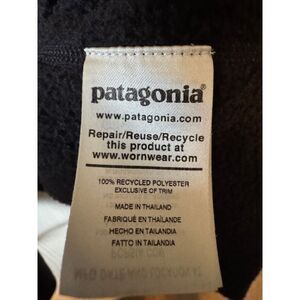 patagonia®
www.patagonia.com
Repair/Reuse/Recycle
this product at
www.wornwear.com
100% RECYCLED POLYESTER
EXCLUSIVE OF TRIM
MADE IN THAILAND
FABRIQUÉ EN THAÏLANDE
HECHO EN TAILANDIA
FATTO IN TAILANDIA